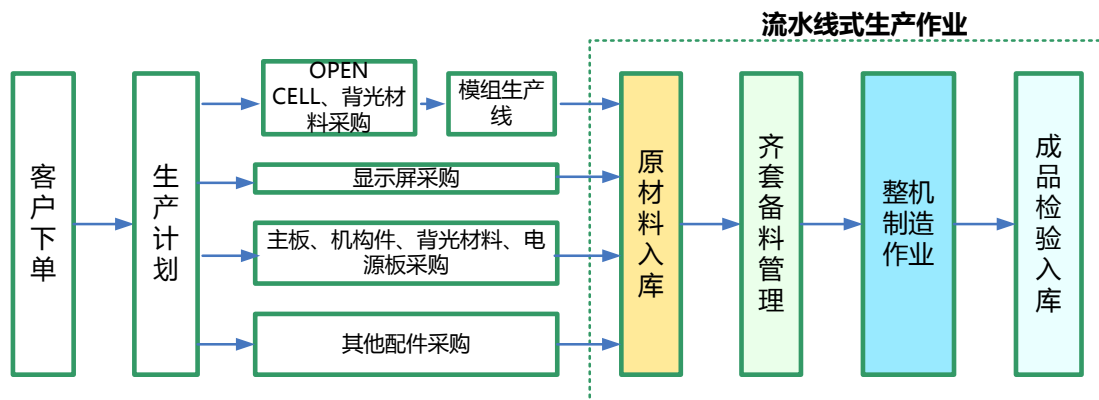 流水线式生产作业
客户下单
生产计划
OPEN
CELL、背光材
料采购
模组生产
线
显示屏采购
主板、机构件、背光材料、电
源板采购
其他配件采购
原材料入库
齐套备料管理
整机
制造
作业
成品检验入库